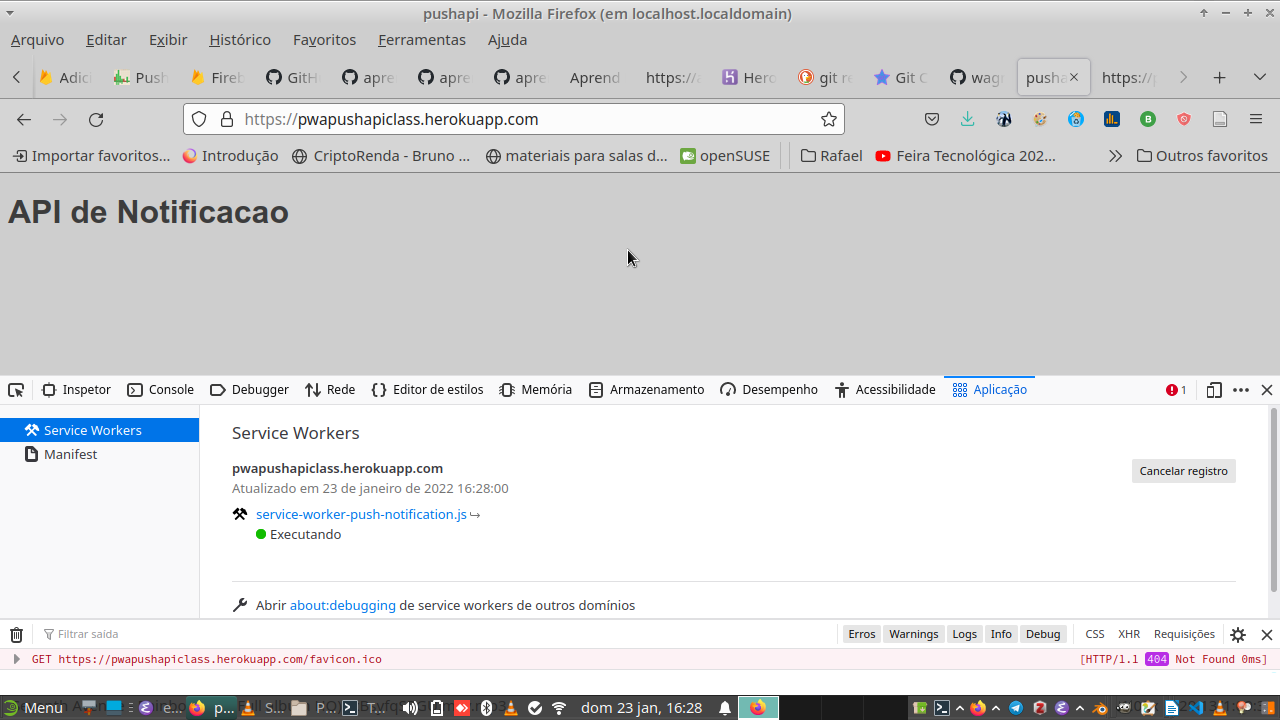 pushapi - Mozilla Firefox (em localhost.localdomain)
Arquivo Editar Exibir Histórico Favoritos Ferramentas Ajuda
Adic Push Fireb GitH apre apre apre Aprend https:// Hero git re Git C wagn pusha https://p
https://pwapushapiclass.herokuapp.com
Importar favoritos... Introdução CriptoRenda - Bruno ... materiais para salas d... openSUSE Rafael Feira Tecnológica 202... Outros favoritos
API de Notificacao
Inspetor Console Debugger Rede Editor de estilos Memória Armazenamento Desempenho Acessibilidade Aplicação 1
Service Workers
Manifest
Service Workers
pwapushapiclass.herokuapp.com
Cancelar registro
Atualizado em 23 de janeiro de 2022 16:28:00
service-worker-push-notification.js
Executando
Abrir about:debugging de service workers de outros domínios
Filtrar saída Erros Warnings Logs Info Debug CSS XHR Requisições
GET https://pwapushapiclass.herokuapp.com/favicon.ico [HTTP/1.1 404 Not Found 0ms]
Menu e... p... S... P... T... dom 23 jan, 16:28